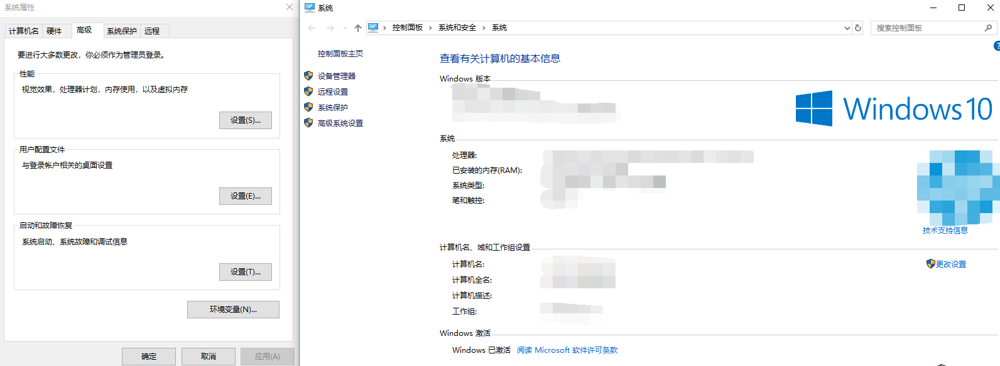 系统属性
计算机名 硬件 高级 系统保护 远程
要进行大多数更改，你必须作为管理员登录。
性能
视觉效果，处理器计划，内存使用，以及虚拟内存
设置(S)...
用户配置文件
与登录帐户相关的桌面设置
设置(E)...
启动和故障恢复
系统启动、系统故障和调试信息
设置(T)...
环境变量(N)...
确定 取消 应用(A)
系统
控制面板 › 系统和安全 › 系统
搜索控制面板
控制面板主页
设备管理器
远程设置
系统保护
高级系统设置
查看有关计算机的基本信息
Windows 版本
Windows 10
系统
处理器:
已安装的内存(RAM):
系统类型:
笔和触控:
技术支持信息
计算机名、域和工作组设置
计算机名:
更改设置
计算机全名:
计算机描述:
工作组:
Windows 激活
Windows 已激活 阅读 Microsoft 软件许可条款